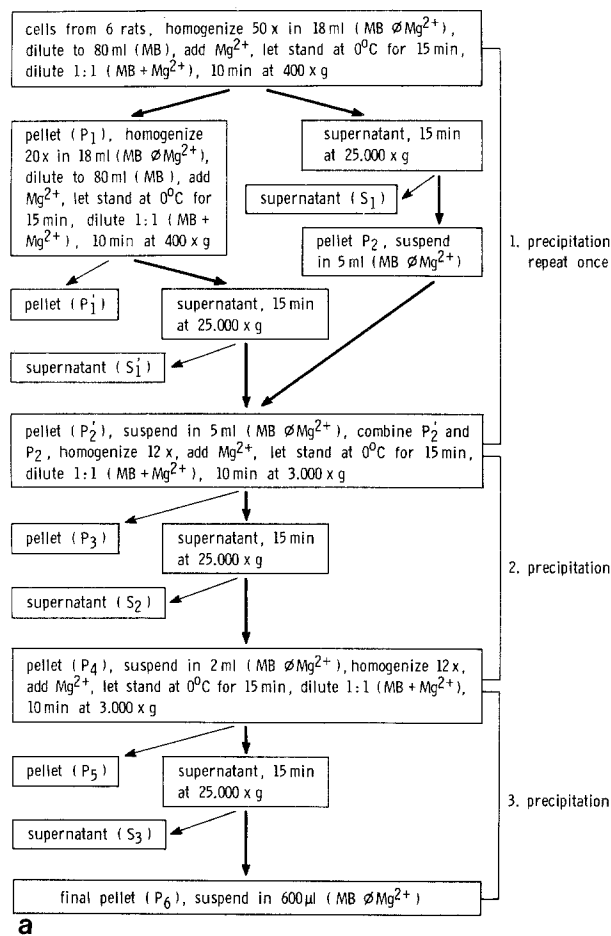 cells from 6 rats, homogenize 50x in 18 ml (MB ØMg²⁺),
dilute to 80 ml (MB), add Mg²⁺, let stand at 0°C for 15 min,
dilute 1:1 (MB + Mg²⁺), 10 min at 400 x g
pellet (P₁), homogenize
20x in 18 ml (MB ØMg²⁺),
dilute to 80 ml (MB), add
Mg²⁺, let stand at 0°C for
15 min, dilute 1:1 (MB +
Mg²⁺), 10 min at 400 x g
supernatant, 15 min
at 25.000 x g
supernatant (S₁)
pellet P₂, suspend
in 5 ml (MB ØMg²⁺)
1. precipitation
repeat once
pellet (P₁')
supernatant, 15 min
at 25.000 x g
supernatant (S₁')
pellet (P₂'), suspend in 5 ml (MB ØMg²⁺), combine P₂' and
P₂, homogenize 12 x, add Mg²⁺, let stand at 0°C for 15 min,
dilute 1:1 (MB + Mg²⁺), 10 min at 3.000 x g
pellet (P₃)
supernatant, 15 min
at 25.000 x g
2. precipitation
supernatant (S₂)
pellet (P₄), suspend in 2 ml (MB ØMg²⁺), homogenize 12x,
add Mg²⁺, let stand at 0°C for 15 min, dilute 1:1 (MB + Mg²⁺),
10 min at 3.000 x g
pellet (P₅)
supernatant, 15 min
at 25.000 x g
3. precipitation
supernatant (S₃)
final pellet (P₆), suspend in 600 µl (MB ØMg²⁺)
a